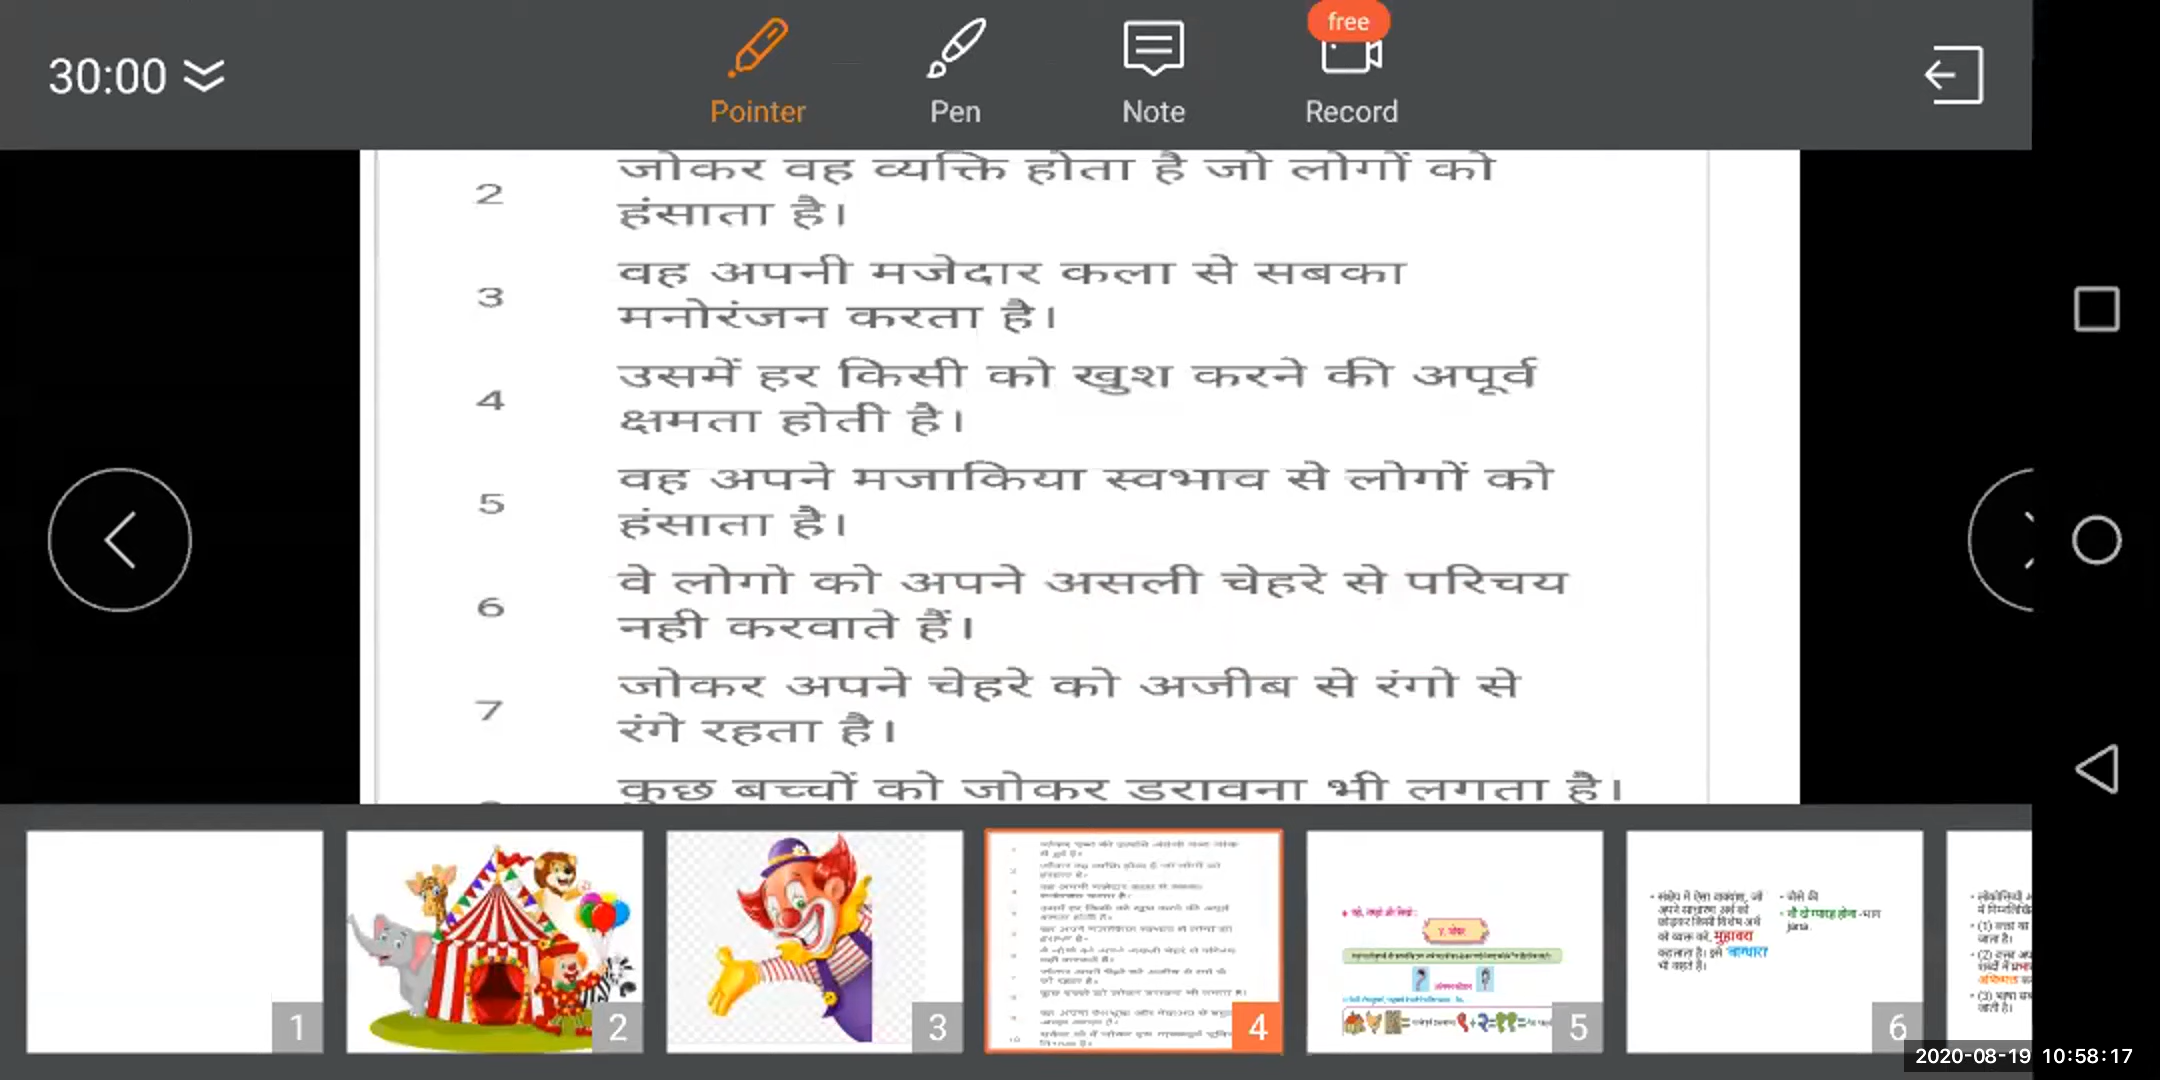 free
30:00
Pointer
Pen
Note
Record
2
जोकर वह व्यक्ति होता है जो लोगों को
हंसाता है।
3
वह अपनी मजेदार कला से सबका
मनोरंजन करता है।
4
उसमें हर किसी को खुश करने की अपूर्व
क्षमता होती है।
5
वह अपने मजाकिया स्वभाव से लोगों को
हंसाता है।
6
वे लोगो को अपने असली चेहरे से परिचय
नही करवाते हैं।
7
जोकर अपने चेहरे को अजीब से रंगो से
रंगे रहता है।
कुछ बच्चों को जोकर डरावना भी लगता है।
1
2
3
4
5
6
मुहावरा
2020-08-19 10:58:17